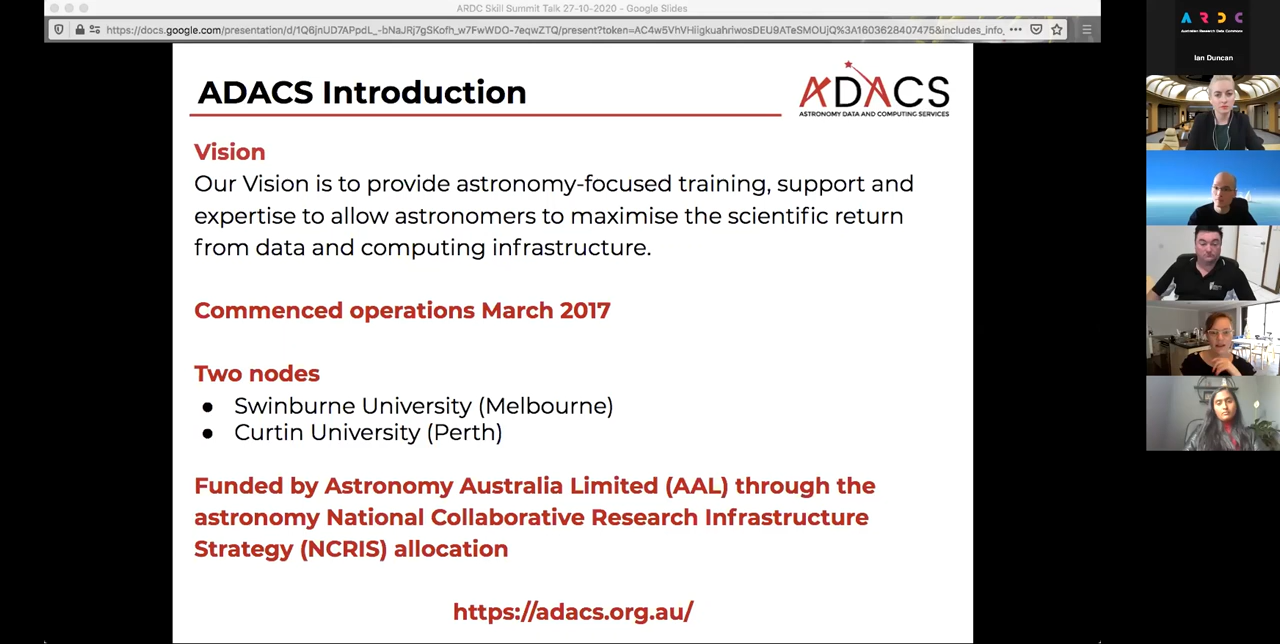 ARDC Skill Summit Talk 27-10-2020 - Google Slides
ADACS Introduction
ADACS
ASTRONOMY DATA AND COMPUTING SERVICES
Vision
Our Vision is to provide astronomy-focused training, support and
expertise to allow astronomers to maximise the scientific return
from data and computing infrastructure.
Commenced operations March 2017
Two nodes
● Swinburne University (Melbourne)
● Curtin University (Perth)
Funded by Astronomy Australia Limited (AAL) through the
astronomy National Collaborative Research Infrastructure
Strategy (NCRIS) allocation
https://adacs.org.au/
A R D C
Australian Research Data Commons
Ian Duncan